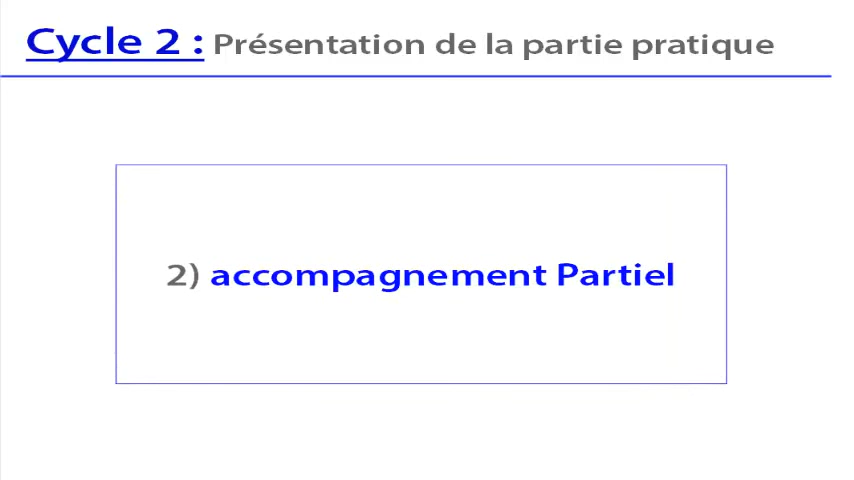 Cycle 2 : Présentation de la partie pratique
2) accompagnement Partiel